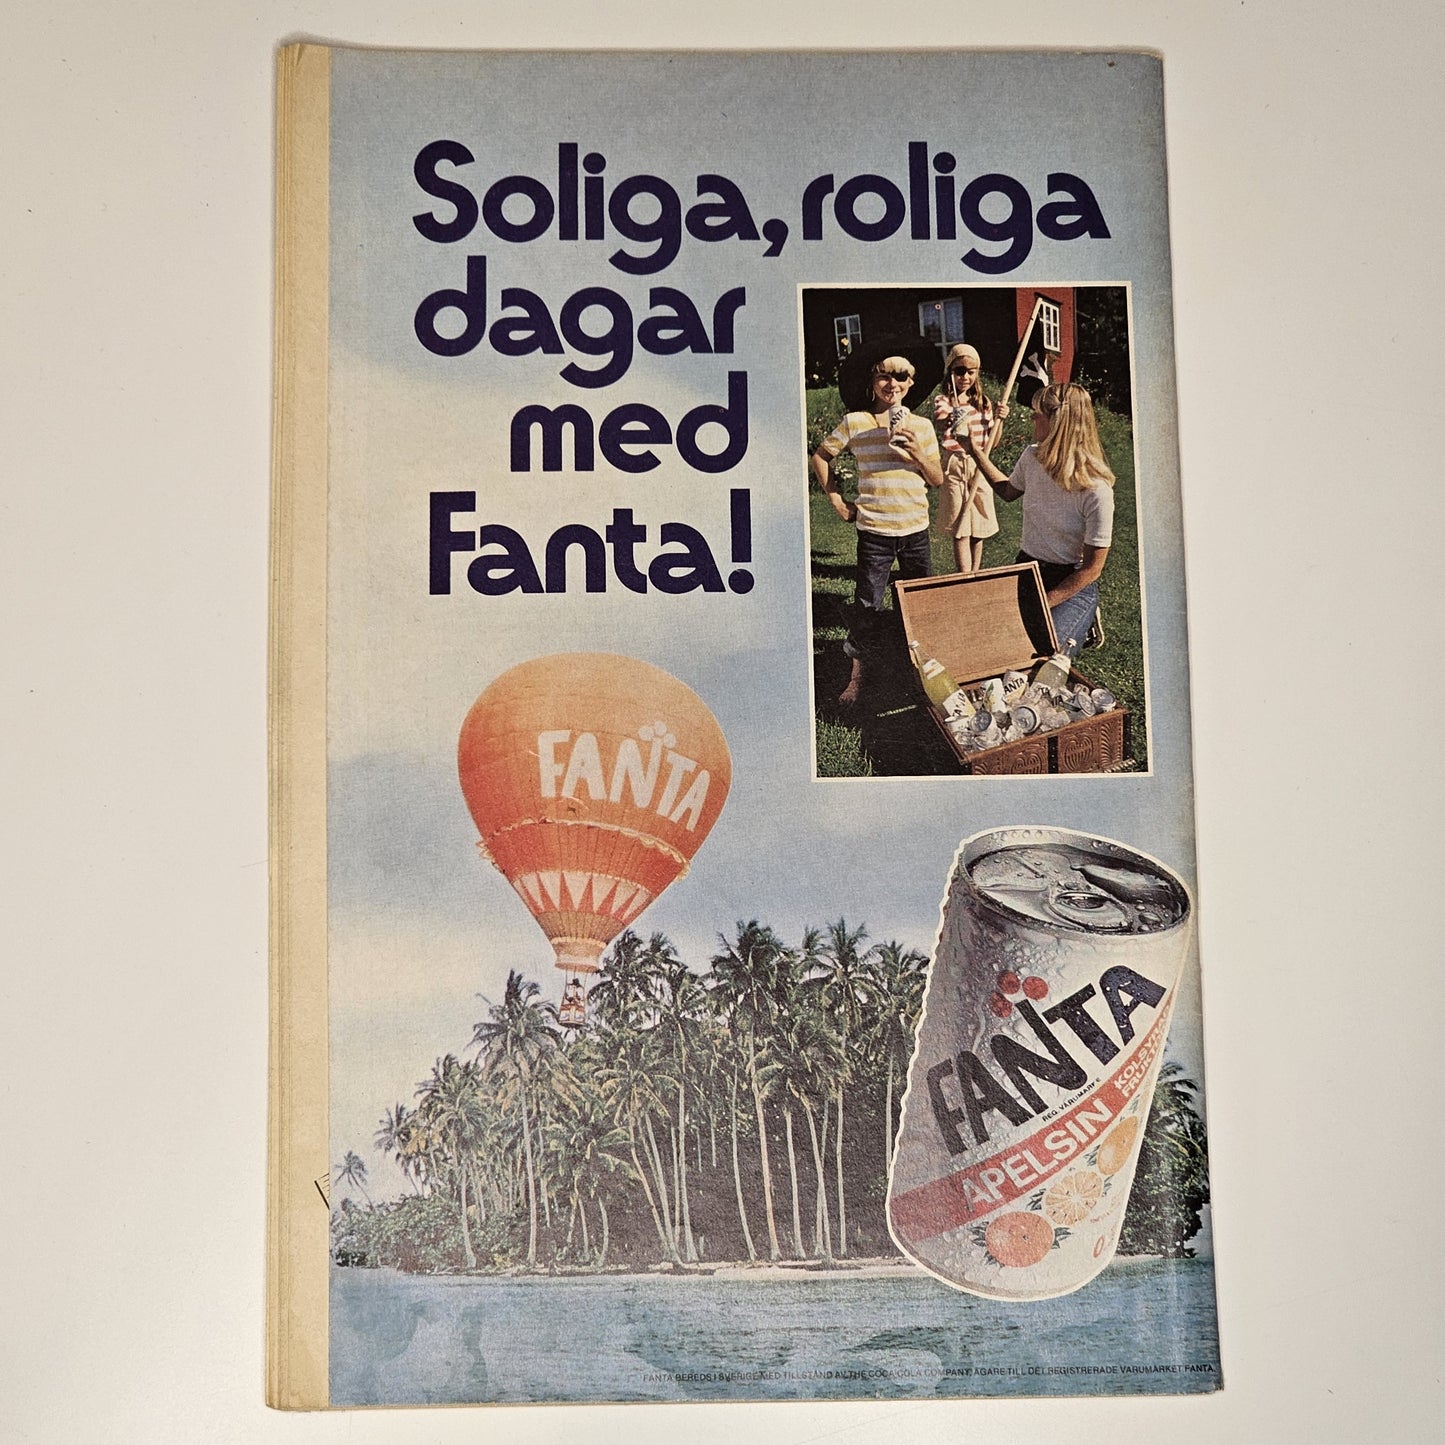 Soliga, roliga
dagar
med
Fanta!
FANTA
FANTA
FANTA
REG. VARUMÄRKE
APELSIN
FANTA BEREDS I SVERIGE MED TILLSTÅND AV THE COCA COLA COMPANY, ÄGARE TILL DET REGISTRERADE VARUMÄRKET FANTA.